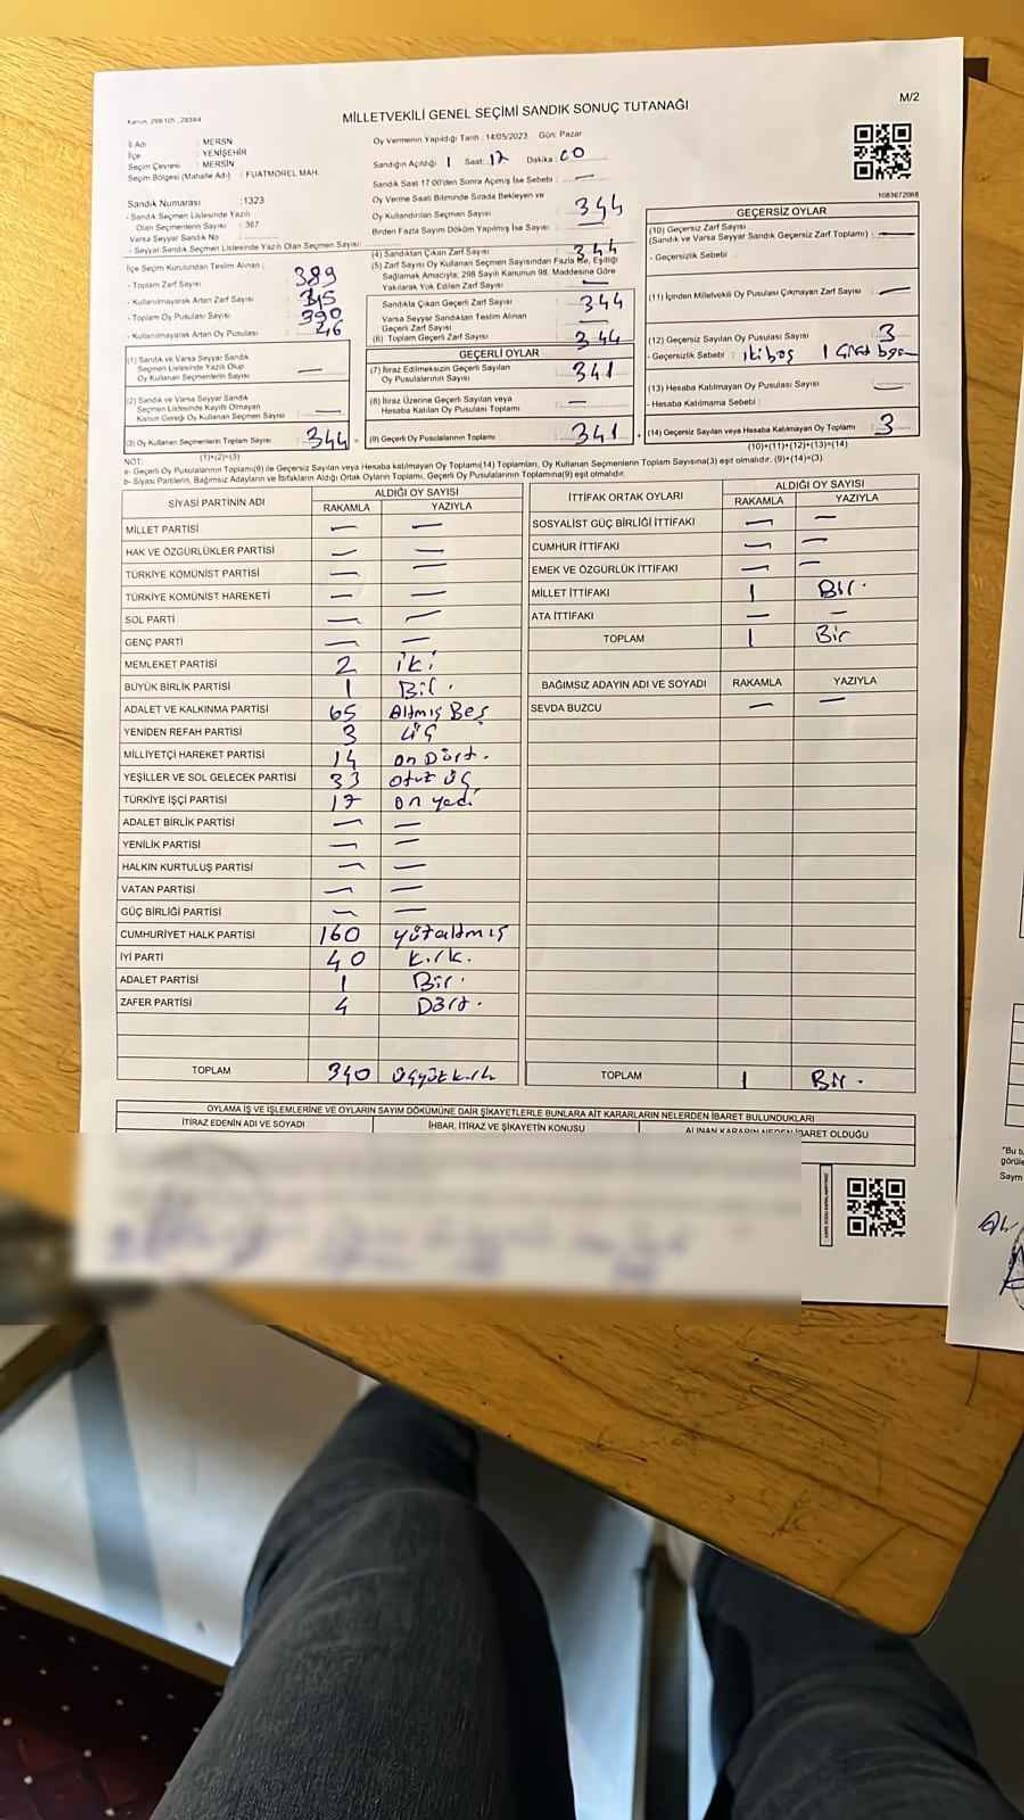 M/2
MİLLETVEKİLİ GENEL SEÇİMİ SANDIK SONUÇ TUTANAĞI
İl Adı : MERSİN
İlçe : YENİŞEHİR
Seçim Çevresi : MERSİN
Seçim Bölgesi (Mahalle Adı) : FUATMOREL MAH.
Oy Vermenin Yapıldığı Tarih : 14/05/2023 Gün: Pazar
Sandığın Açıldığı Saat: 17 Dakika: 00
Sandık Saat 17:00'den Sonra Açılmış İse Sebebi : —
Sandık Numarası :1323
- Sandık Seçmen Listesinde Yazılı
Olan Seçmenlerin Sayısı : 387
Varsa Seyyar Sandık No
- Seyyar Sandık Seçmen Listesinde Yazılı Olan Seçmen Sayısı:
Oy Verme Saati Bitiminde Sırada Bekleyen ve
Oy Kullandırılan Seçmen Sayısı 344
Birden Fazla Sayım Döküm Yapılmış İse Sayısı
1083672068
İlçe Seçim Kurulundan Teslim Alınan :
- Toplam Zarf Sayısı 389
- Kullanılmayarak Artan Zarf Sayısı
- Toplam Oy Pusulası Sayısı 390
- Kullanılmayarak Artan Oy Pusulası
(1) Sandık ve Varsa Seyyar Sandık
Seçmen Listesinde Yazılı Olup
Oy Kullanan Seçmenlerin Sayısı —
(2) Sandık ve Varsa Seyyar Sandık
Seçmen Listesinde Kayıtlı Olmayan
Kanun Gereği Oy Kullanan Seçmen Sayısı —
(3) Oy Kullanan Seçmenlerin Toplam Sayısı 344
(1)+(2)=(3)
(4) Sandıktan Çıkan Zarf Sayısı 344
(5) Zarf Sayısı Oy Kullanan Seçmen Sayısından Fazla ise, Eşitliği
Sağlamak Amacıyla; 298 Sayılı Kanunun 98. Maddesine Göre
Yakılarak Yok Edilen Zarf Sayısı —
Sandıkta Çıkan Geçerli Zarf Sayısı 344
Varsa Seyyar Sandıktan Teslim Alınan
Geçerli Zarf Sayısı
(6) Toplam Geçerli Zarf Sayısı 344
GEÇERLİ OYLAR
(7) İtiraz Edilmeksizin Geçerli Sayılan
Oy Pusulalarının Sayısı 341
(8) İtiraz Üzerine Geçerli Sayılan veya
Hesaba Katılan Oy Pusulası Toplamı —
(9) Geçerli Oy Pusulalarının Toplamı 341
GEÇERSİZ OYLAR
(10) Geçersiz Zarf Sayısı
(Sandık ve Varsa Seyyar Sandık Geçersiz Zarf Toplamı) —
- Geçersizlik Sebebi
(11) İçinden Milletvekili Oy Pusulası Çıkmayan Zarf Sayısı —
(12) Geçersiz Sayılan Oy Pusulası Sayısı 3
- Geçersizlik Sebebi : iki boş 1
(13) Hesaba Katılmayan Oy Pusulası Sayısı —
- Hesaba Katılmama Sebebi
(14) Geçersiz Sayılan veya Hesaba Katılmayan Oy Toplamı 3
(10)+(11)+(12)+(13)=(14)
NOT:
a- Geçerli Oy Pusulalarının Toplamı(9) ile Geçersiz Sayılan veya Hesaba katılmayan Oy Toplamı(14) Toplamları, Oy Kullanan Seçmenlerin Toplam Sayısına(3) eşit olmalıdır. (9)+(14)=(3)
b- Siyasi Partilerin, Bağımsız Adayların ve İttifakların Aldığı Ortak Oyların Toplamı, Geçerli Oy Pusulalarının Toplamına(9) eşit olmalıdır.
SİYASİ PARTİNİN ADI ALDIĞI OY SAYISI
RAKAMLA YAZIYLA
MİLLET PARTİSİ — —
HAK VE ÖZGÜRLÜKLER PARTİSİ — —
TÜRKİYE KOMÜNİST PARTİSİ — —
TÜRKİYE KOMÜNİST HAREKETİ — —
SOL PARTİ — —
GENÇ PARTİ — —
MEMLEKET PARTİSİ 2 iki
BÜYÜK BİRLİK PARTİSİ 1 Bir.
ADALET VE KALKINMA PARTİSİ 65 Altmış Beş
YENİDEN REFAH PARTİSİ 3 üç
MİLLİYETÇİ HAREKET PARTİSİ 14 on Dört.
YEŞİLLER VE SOL GELECEK PARTİSİ 33 otuz üç
TÜRKİYE İŞÇİ PARTİSİ 17 on yedi
ADALET BİRLİK PARTİSİ — —
YENİLİK PARTİSİ — —
HALKIN KURTULUŞ PARTİSİ — —
VATAN PARTİSİ — —
GÜÇ BİRLİĞİ PARTİSİ — —
CUMHURİYET HALK PARTİSİ 160 yüzaltmış
İYİ PARTİ 40 kırk.
ADALET PARTİSİ 1 Bir.
ZAFER PARTİSİ 4 Dört.
TOPLAM 340 üçyüz kırk
İTTİFAK ORTAK OYLARI ALDIĞI OY SAYISI
RAKAMLA YAZIYLA
SOSYALİST GÜÇ BİRLİĞİ İTTİFAKI — —
CUMHUR İTTİFAKI — —
EMEK VE ÖZGÜRLÜK İTTİFAKI — —
MİLLET İTTİFAKI 1 Bir.
ATA İTTİFAKI — —
TOPLAM 1 Bir
BAĞIMSIZ ADAYIN ADI VE SOYADI RAKAMLA YAZIYLA
SEVDA BUZCU — —
TOPLAM 1 Bir.
OYLAMA İŞ VE İŞLEMLERİNE VE OYLARIN SAYIM DÖKÜMÜNE DAİR ŞİKAYETLERLE BUNLARA AİT KARARLARIN NELERDEN İBARET BULUNDUKLARI
İTİRAZ EDENİN ADI VE SOYADI İHBAR, İTİRAZ VE ŞİKAYETİN KONUSU ALINAN KARARIN NEDEN İBARET OLDUĞU